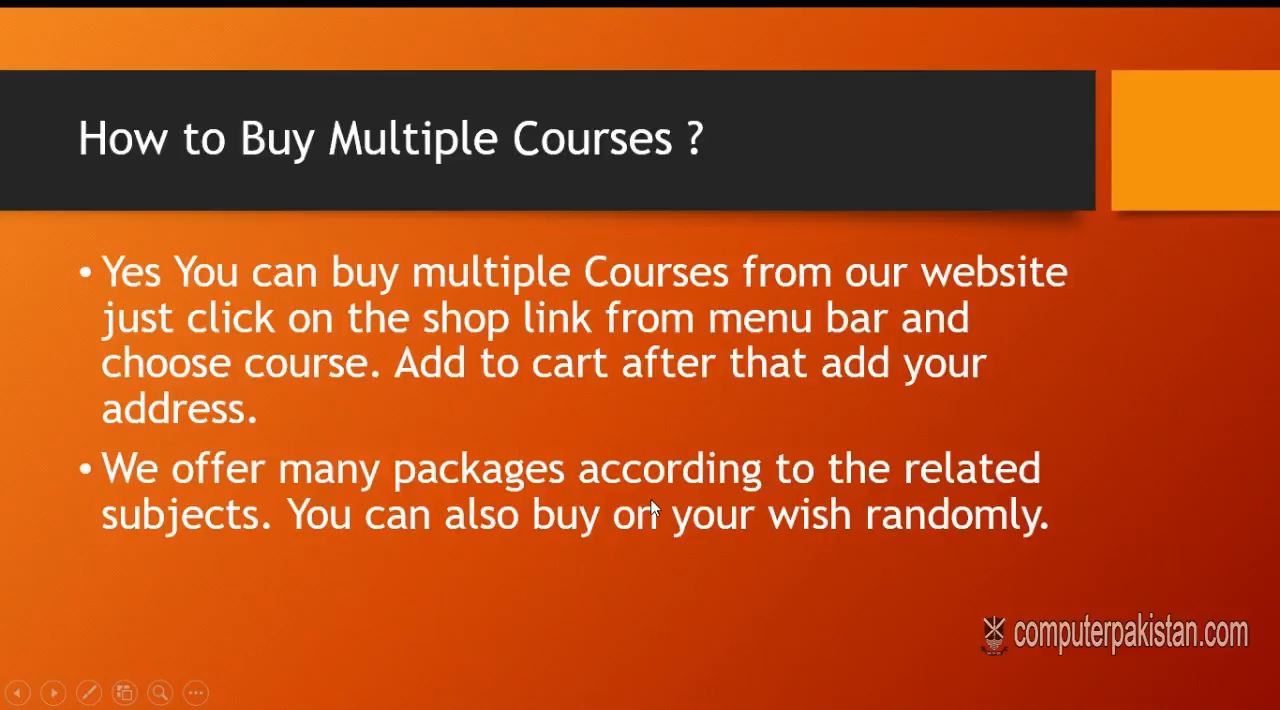 How to Buy Multiple Courses ?
• Yes You can buy multiple Courses from our website
just click on the shop link from menu bar and
choose course. Add to cart after that add your
address.
• We offer many packages according to the related
subjects. You can also buy on your wish randomly.
computerpakistan.com